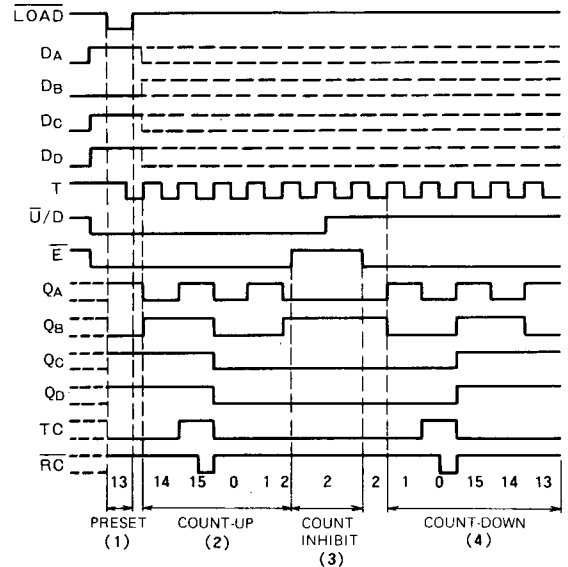 LOAD
DA
DB
DC
DD
T
U/D
E
QA
QB
QC
QD
TC
RC
13 14 15 0 1 2 2 2 1 0 15 14 13
PRESET COUNT-UP COUNT INHIBIT COUNT-DOWN
(1) (2) (3) (4)